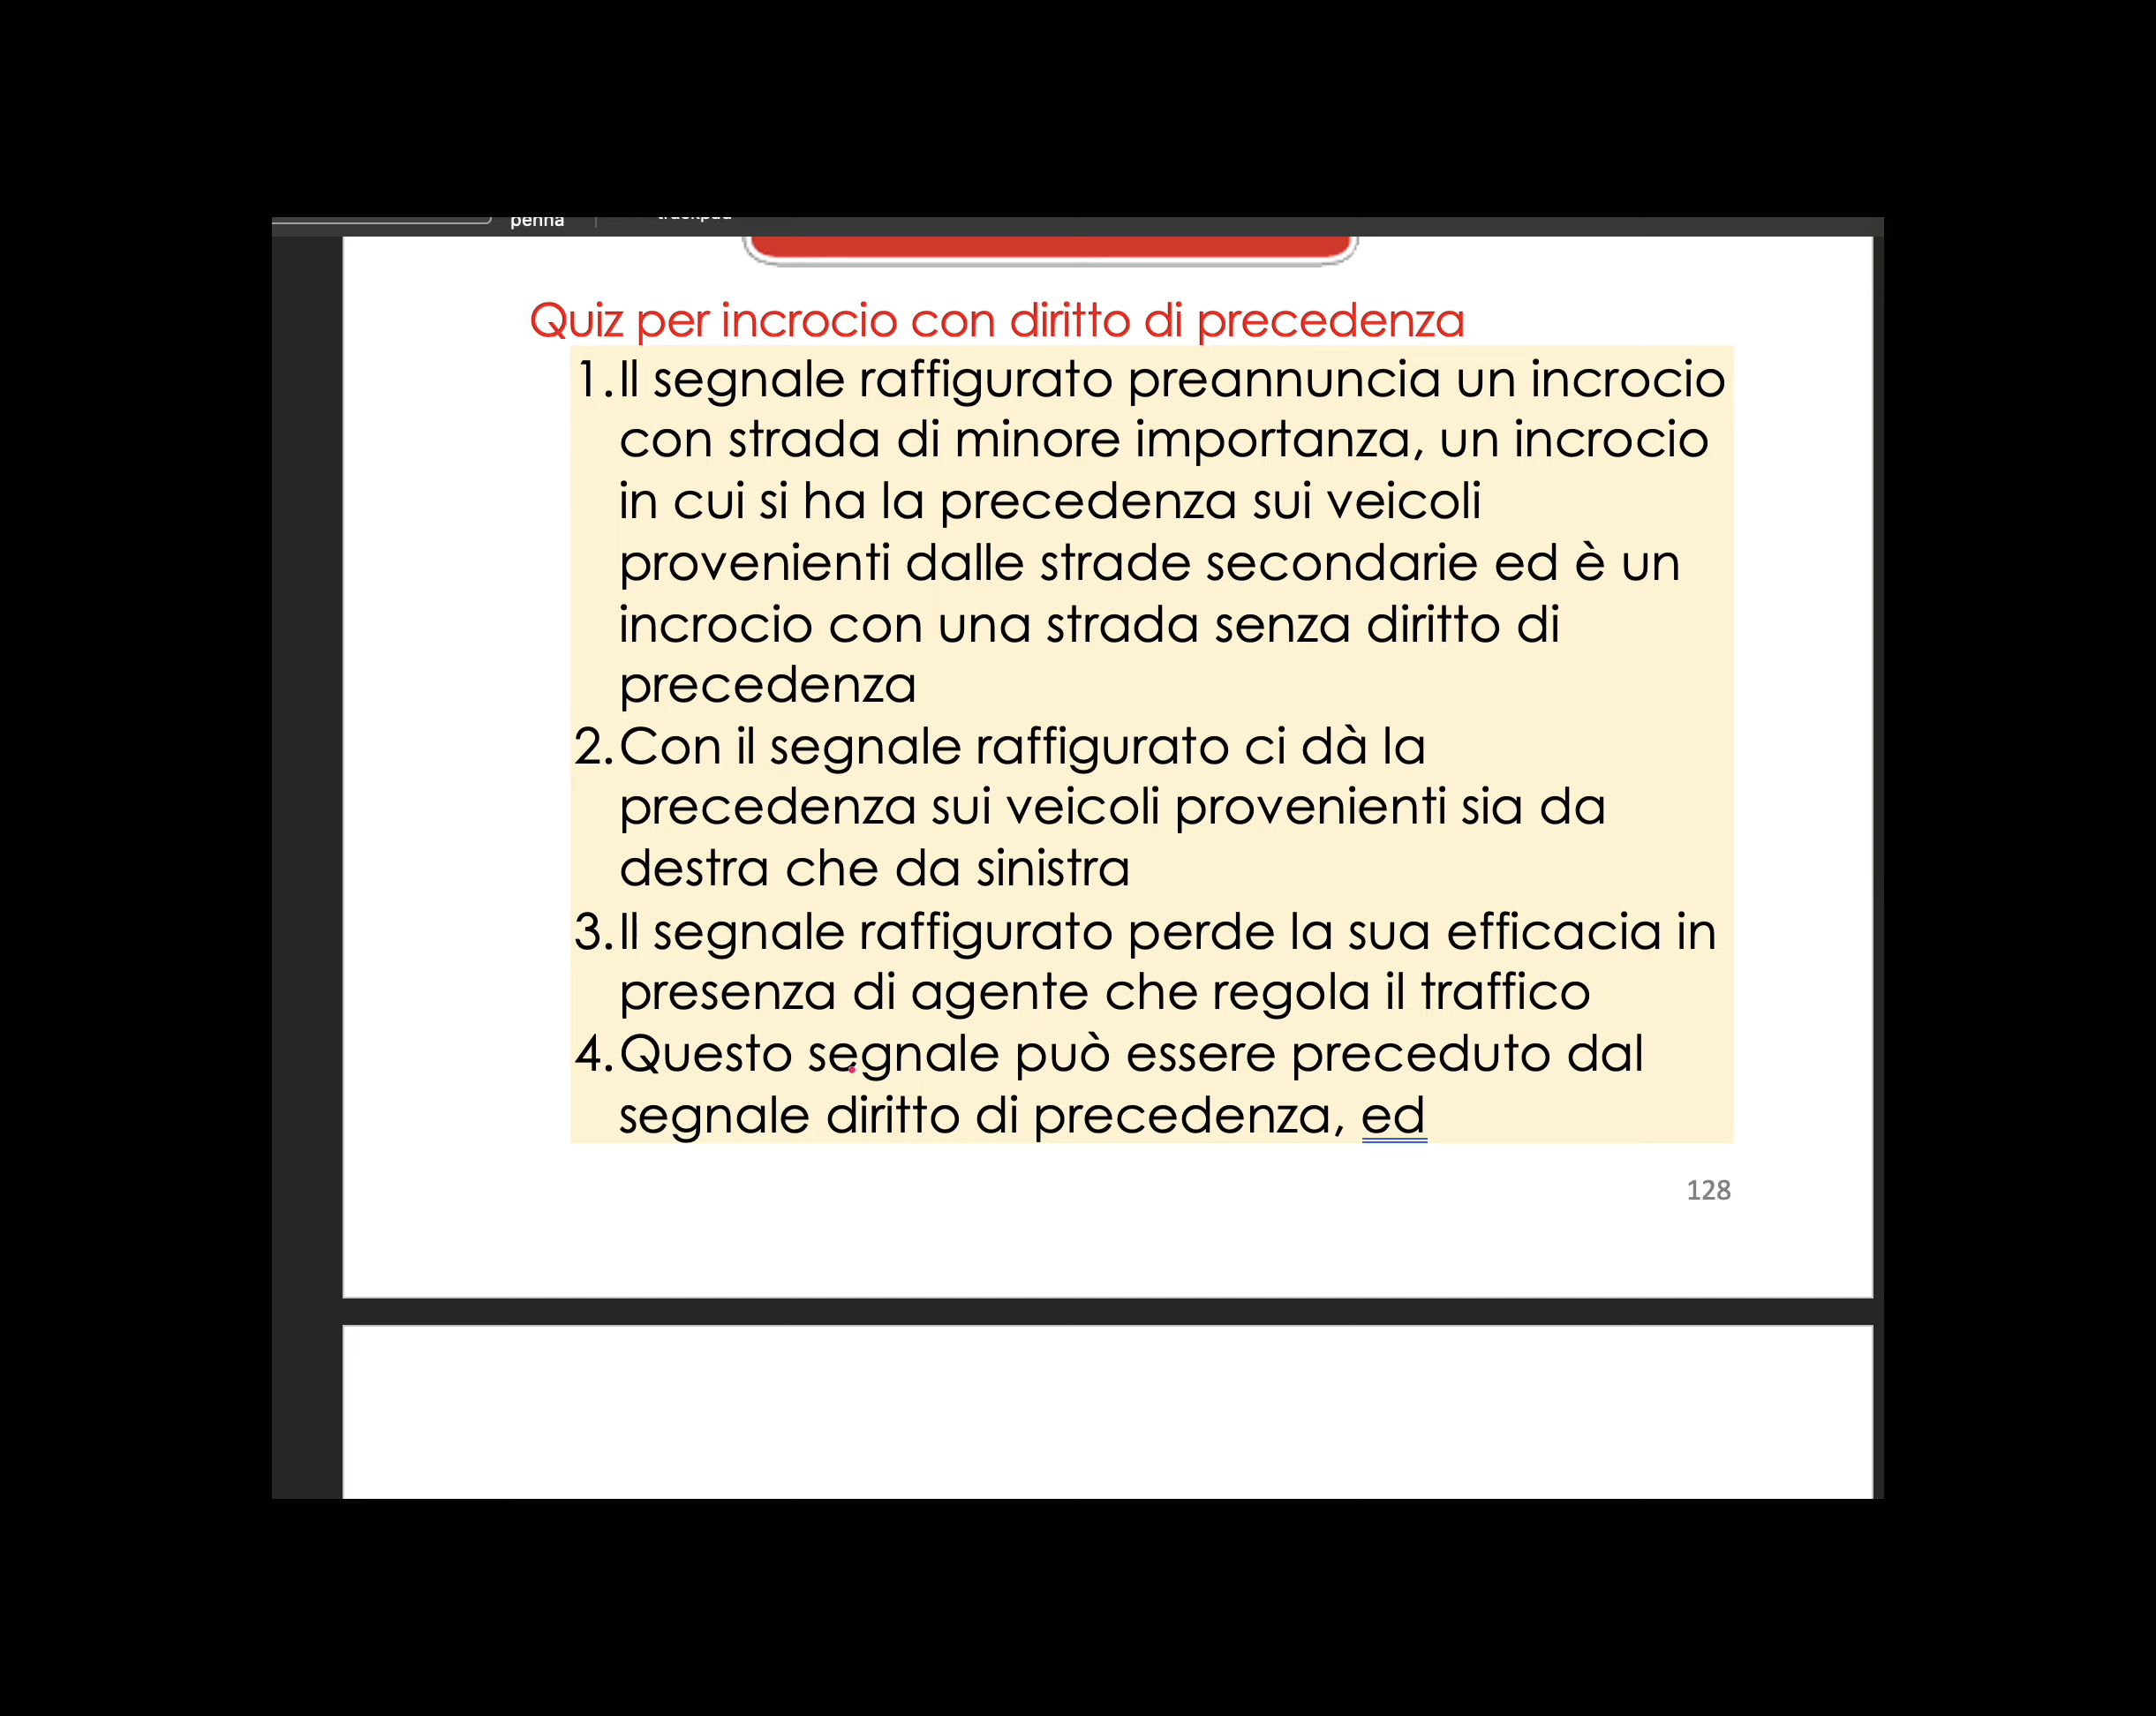 penna
Quiz per incrocio con diritto di precedenza
1. Il segnale raffigurato preannuncia un incrocio
con strada di minore importanza, un incrocio
in cui si ha la precedenza sui veicoli
provenienti dalle strade secondarie ed è un
incrocio con una strada senza diritto di
precedenza
2. Con il segnale raffigurato ci dà la
precedenza sui veicoli provenienti sia da
destra che da sinistra
3. Il segnale raffigurato perde la sua efficacia in
presenza di agente che regola il traffico
4. Questo segnale può essere preceduto dal
segnale diritto di precedenza, ed
128